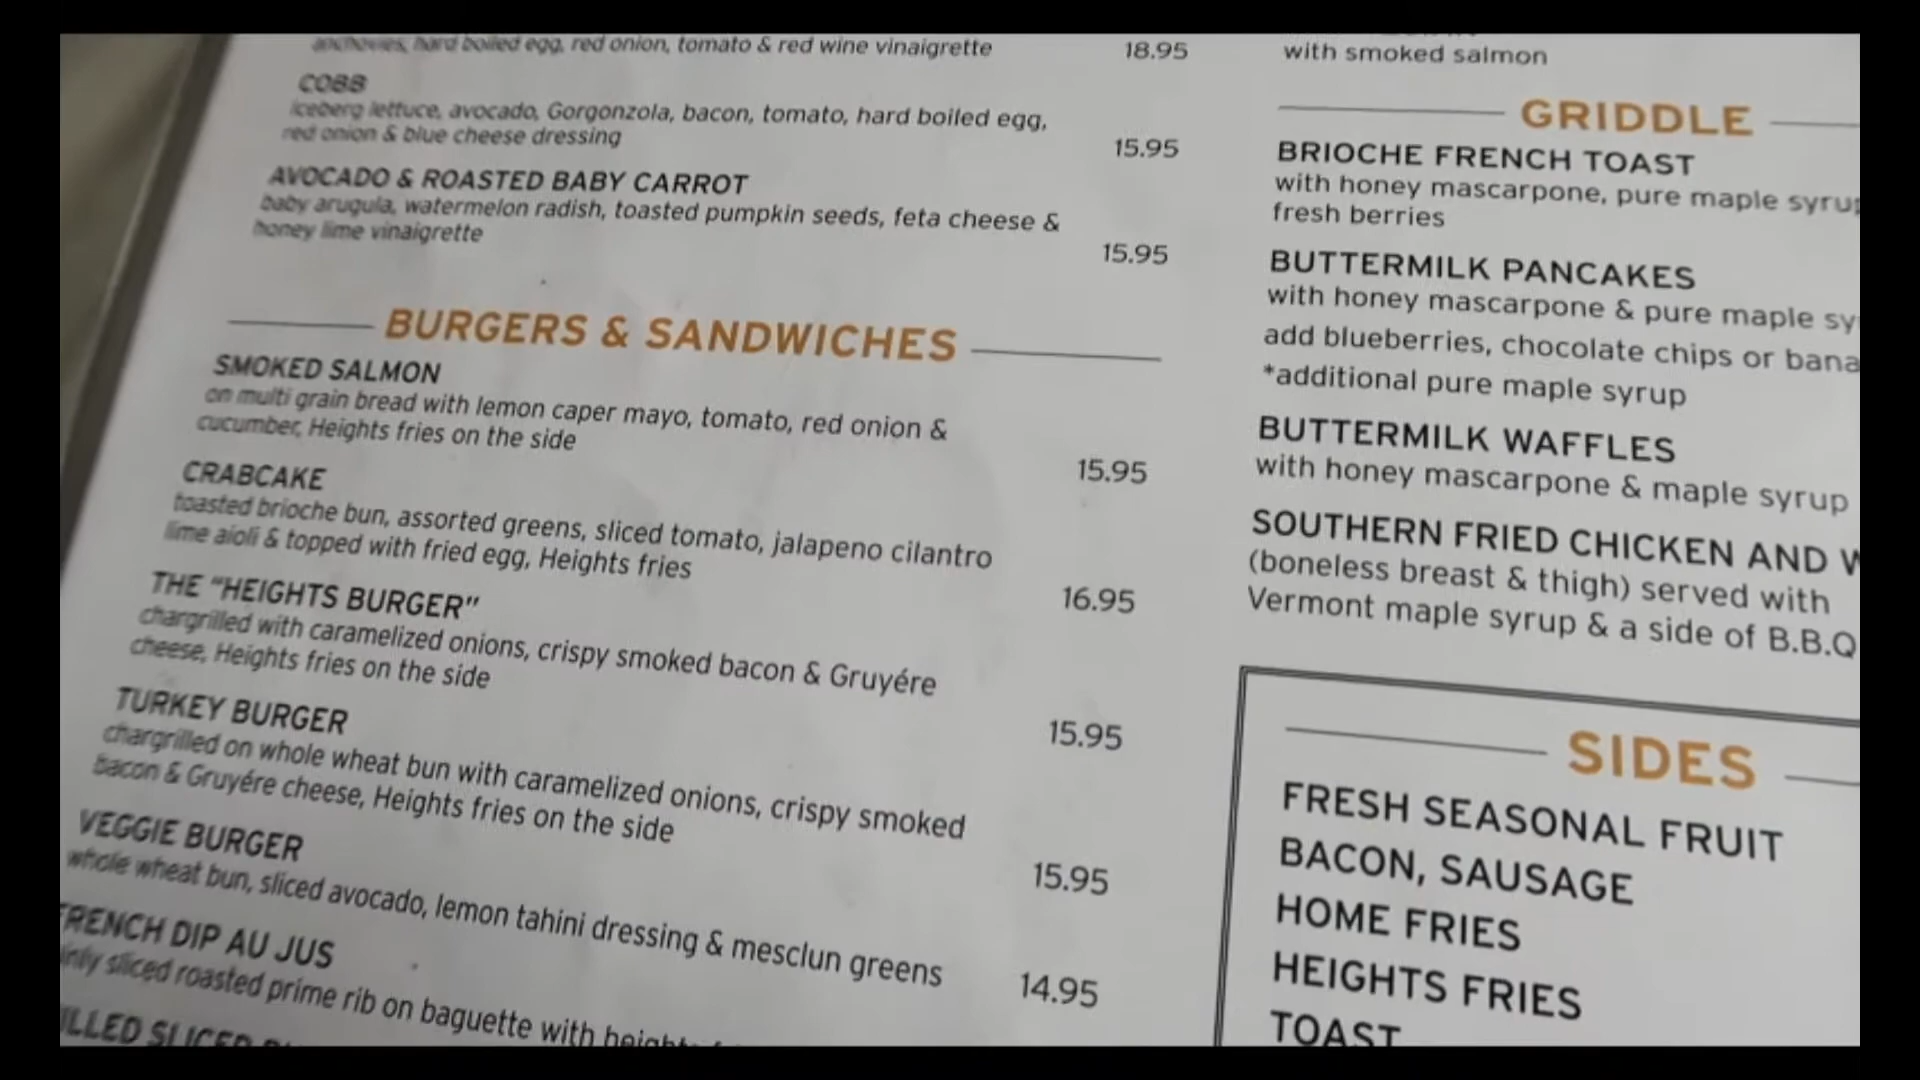 anchovies, hard boiled egg, red onion, tomato & red wine vinaigrette 18.95
COBB
iceberg lettuce, avocado, Gorgonzola, bacon, tomato, hard boiled egg,
red onion & blue cheese dressing 15.95
AVOCADO & ROASTED BABY CARROT
baby arugula, watermelon radish, toasted pumpkin seeds, feta cheese &
honey lime vinaigrette 15.95
BURGERS & SANDWICHES
SMOKED SALMON
on multi grain bread with lemon caper mayo, tomato, red onion &
cucumber, Heights fries on the side 15.95
CRABCAKE
toasted brioche bun, assorted greens, sliced tomato, jalapeno cilantro
lime aioli & topped with fried egg, Heights fries 16.95
THE "HEIGHTS BURGER"
chargrilled with caramelized onions, crispy smoked bacon & Gruyére
cheese, Heights fries on the side 15.95
TURKEY BURGER
chargrilled on whole wheat bun with caramelized onions, crispy smoked
bacon & Gruyére cheese, Heights fries on the side 15.95
VEGGIE BURGER
whole wheat bun, sliced avocado, lemon tahini dressing & mesclun greens 14.95
FRENCH DIP AU JUS
sliced roasted prime rib on baguette with
SLICED
with smoked salmon
GRIDDLE
BRIOCHE FRENCH TOAST
with honey mascarpone, pure maple syrup
fresh berries
BUTTERMILK PANCAKES
with honey mascarpone & pure maple sy
add blueberries, chocolate chips or bana
*additional pure maple syrup
BUTTERMILK WAFFLES
with honey mascarpone & maple syrup
SOUTHERN FRIED CHICKEN AND W
(boneless breast & thigh) served with
Vermont maple syrup & a side of B.B.Q
SIDES
FRESH SEASONAL FRUIT
BACON, SAUSAGE
HOME FRIES
HEIGHTS FRIES
TOAST